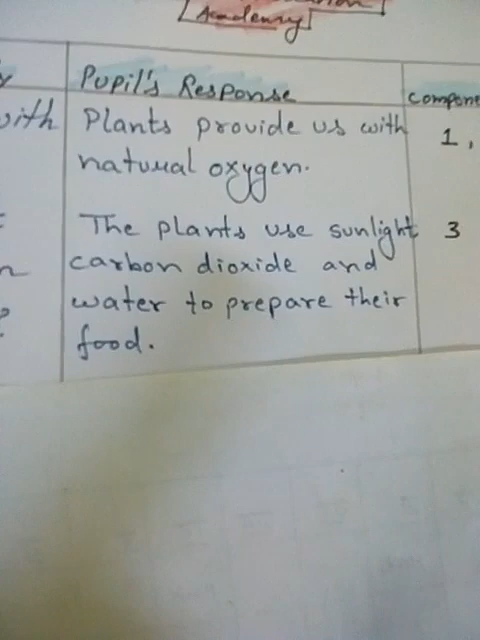 Academy
Pupil's Response
Compone
with
Plants provide us with
1,
natural oxygen.
The plants use sunlight
3
carbon dioxide and
water to prepare their
food.